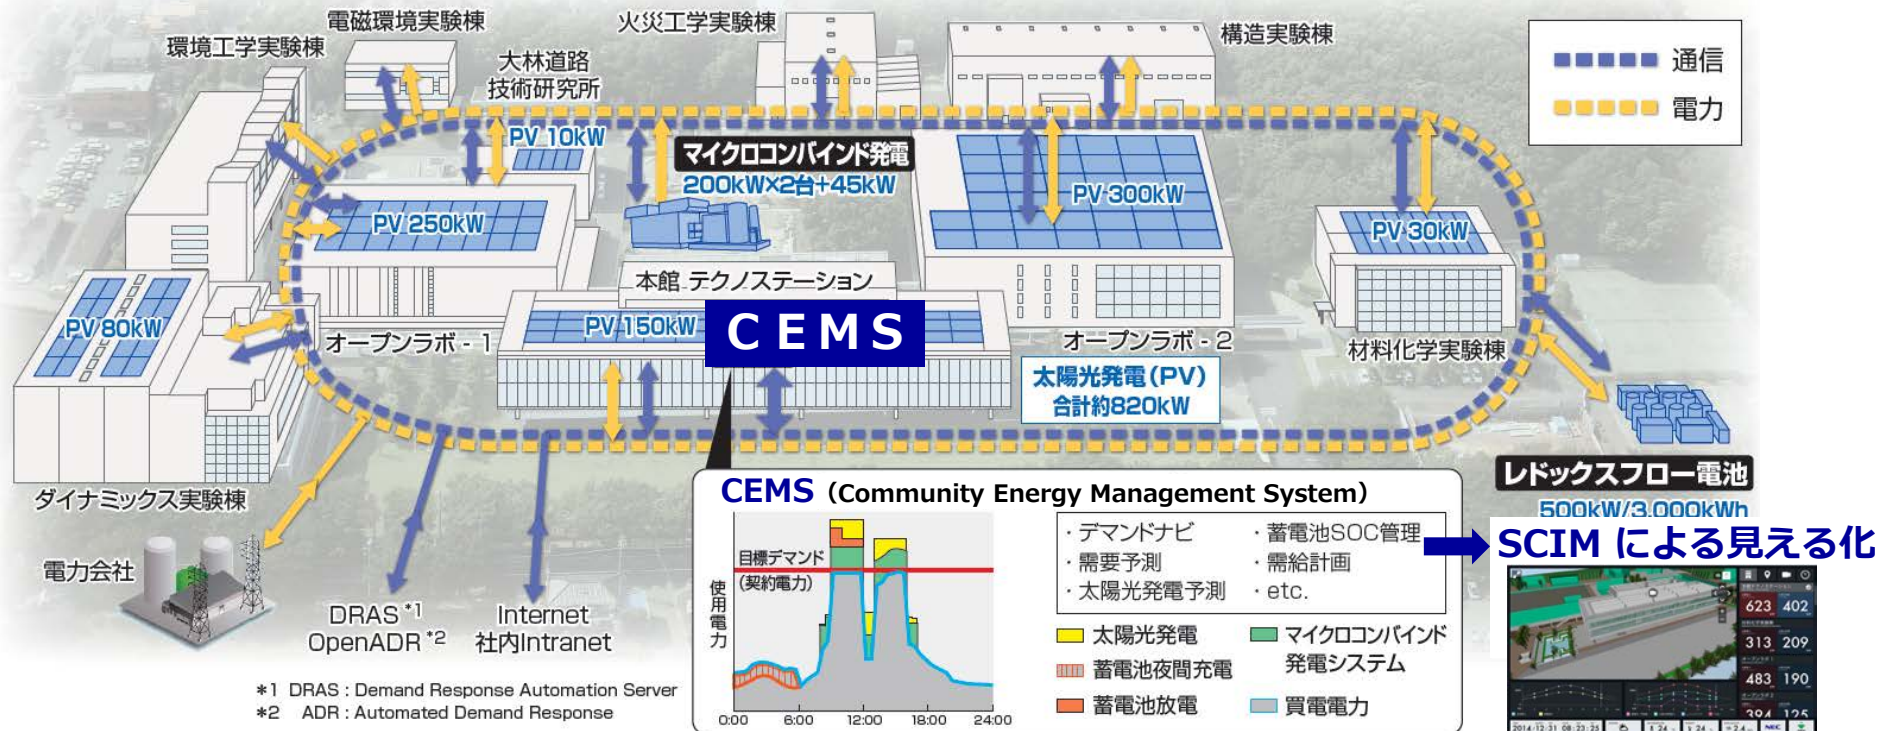 電磁環境実験棟
火災工学実験棟
構造実験棟
環境工学実験棟
大林道路
技術研究所
通信
電力
PV 10kW
マイクロコンバインド発電
200kW×2台+45kW
PV 300kW
PV 250kW
PV 30kW
本館 テクノステーション
PV 80kW
PV 150kW
CEMS
オープンラボ - 1
オープンラボ - 2
材料化学実験棟
太陽光発電(PV)
合計約820kW
レドックスフロー電池
500kW/3,000kWh
ダイナミックス実験棟
電力会社
DRAS *1
OpenADR *2
Internet
社内Intranet
*1 DRAS : Demand Response Automation Server
*2 ADR : Automated Demand Response
CEMS (Community Energy Management System)
目標デマンド
(契約電力)
使用電力
0:00 6:00 12:00 18:00 24:00
・デマンドナビ ・蓄電池SOC管理
・需要予測 ・需給計画
・太陽光発電予測 ・etc.
太陽光発電
マイクロコンバインド
発電システム
蓄電池夜間充電
蓄電池放電
買電電力
SCIM による見える化
623 402
313 209
483 190
394 125
2014/12/31 08:23:25
NEC